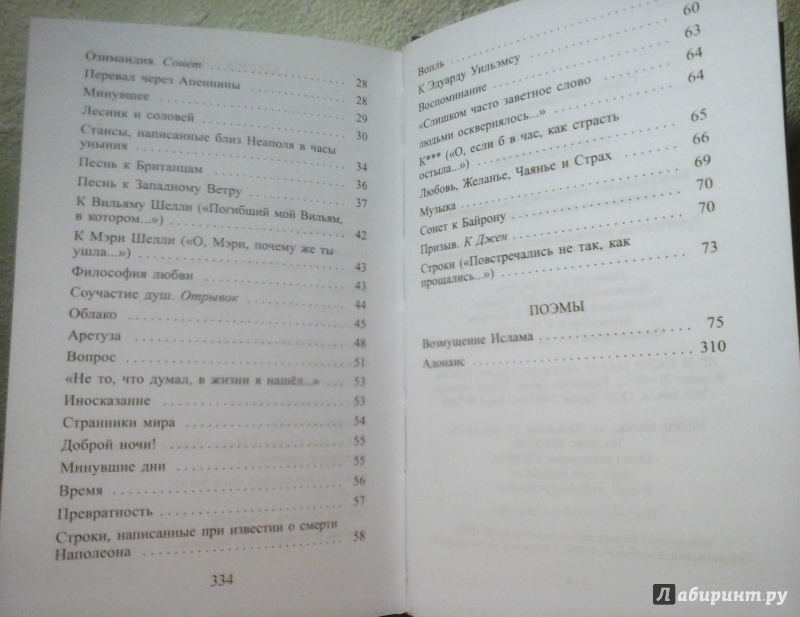 Озимандия. Сонет 28
Перевал через Апеннины 28
Минувшее 29
Лесник и соловей 30
Стансы, написанные близ Неаполя в часы
уныния 34
Песнь к Британцам 36
Песнь к Западному Ветру 37
К Вильяму Шелли («Погибший мой Вильям,
в котором...») 42
К Мэри Шелли («О, Мэри, почему же ты
ушла...») 43
Философия любви 43
Соучастие душ. Отрывок 44
Облако 45
Аретуза 48
Вопрос 51
«Не то, что думал, в жизни я нашёл...» 53
Иносказание 53
Странники мира 54
Доброй ночи! 55
Минувшие дни 55
Время 56
Превратность 57
Строки, написанные при известии о смерти
Наполеона 58
334
Вопль 60
К Эдуарду Уильэмсу 63
Воспоминание 64
«Слишком часто заветное слово
людьми осквернялось...» 64
К*** («О, если б в час, как страсть
остыла...») 65
Любовь, Желанье, Чаянье и Страх 66
Музыка 69
Сонет к Байрону 70
Призыв. К Джен 70
Строки («Повстречались не так, как
прощались...») 73
ПОЭМЫ
Возмущение Ислама 75
Адонаис 310
Лабиринт.ру